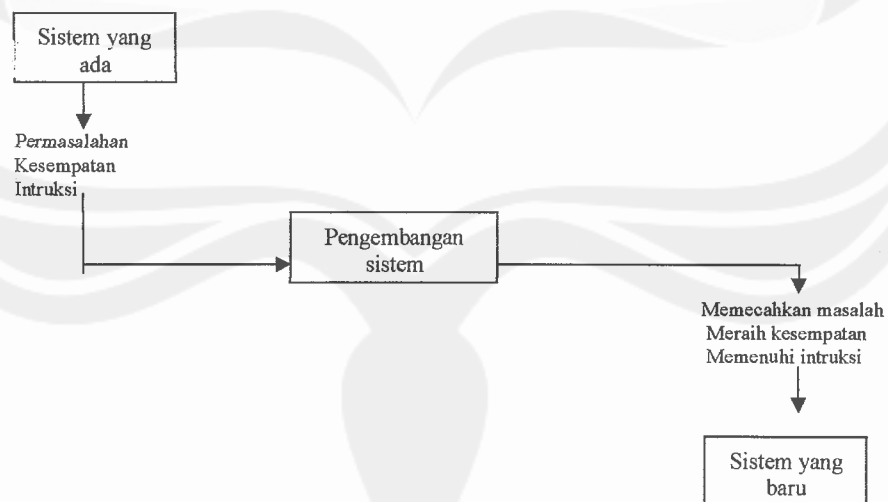 Sistem yang
ada
Permasalahan
Kesempatan
Intruksi
Pengembangan
sistem
Memecahkan masalah
Meraih kesempatan
Memenuhi intruksi
Sistem yang
baru